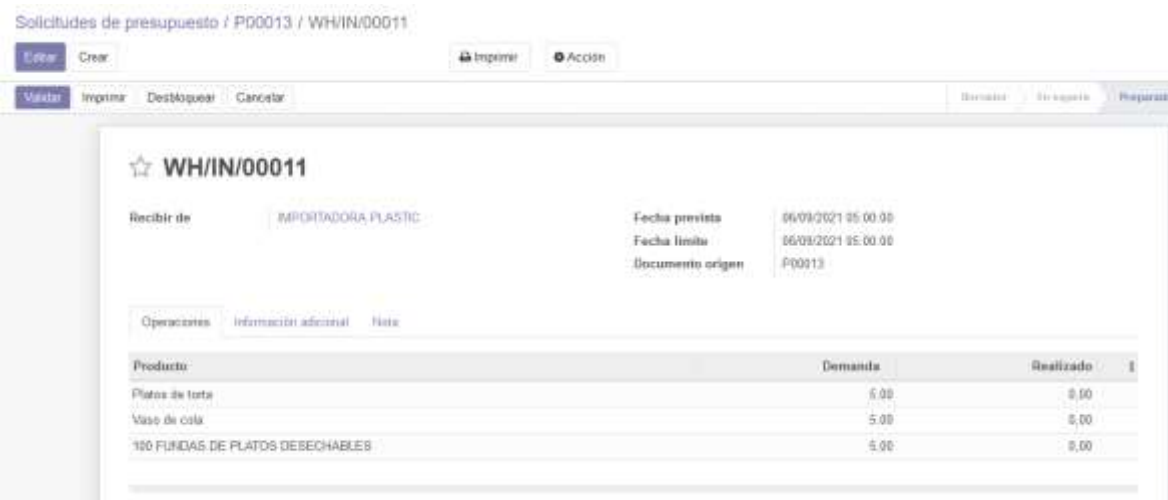 Solicitudes de presupuesto / P00013 / WH/IN/00011
Editar Crear Imprimir Acción
Validar Imprimir Desbloquear Cancelar Borrador En espera Preparado
WH/IN/00011
Recibir de IMPORTADORA PLASTIC Fecha prevista 06/09/2021 05:00:00
Fecha límite 06/09/2021 05:00:00
Documento origen P00013
Operaciones Información adicional Nota
Producto Demanda Realizado
Platos de torta 5,00 0,00
Vaso de cola 5,00 0,00
100 FUNDAS DE PLATOS DESECHABLES 5,00 0,00